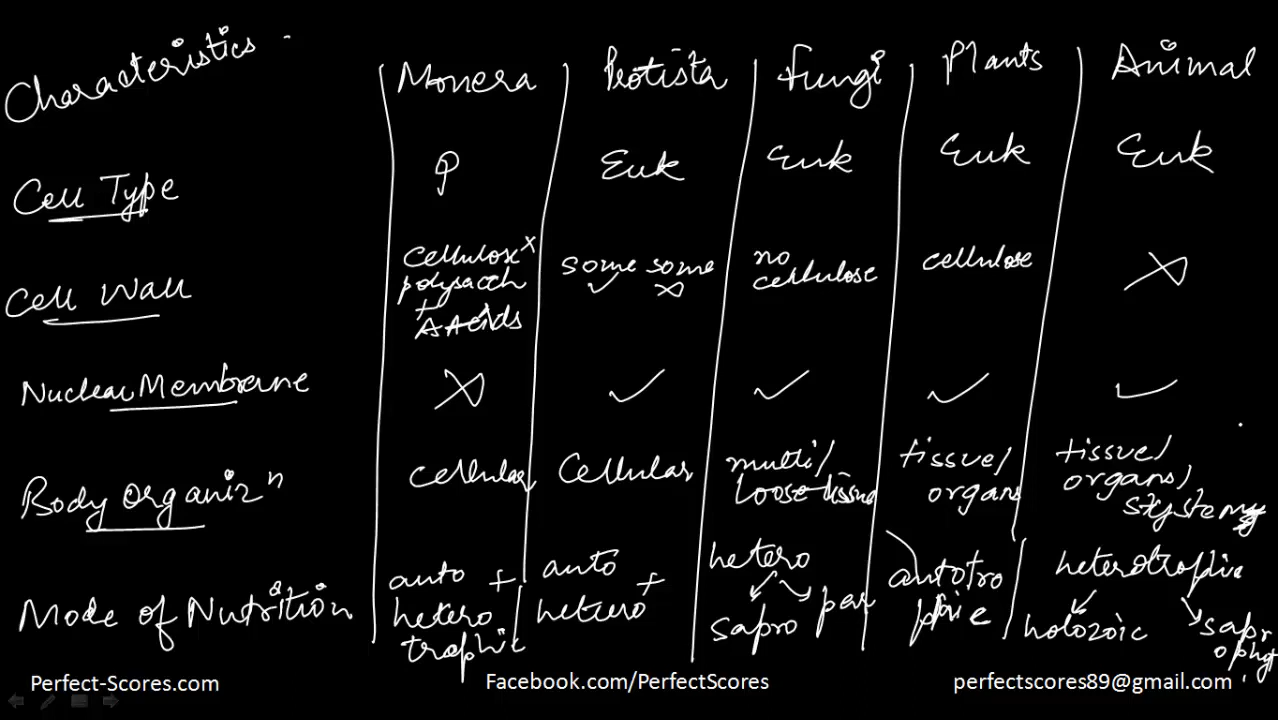 Characteristics Monera Protista Fungi Plants Animal
Cell Type P Euk Euk Euk Euk
Cell Wall
cellulose x
polysacch
+
A Acids
some some
✓ x
no
cellulose
cellulose
x
Nuclear Membrane x ✓ ✓ ✓ ✓
Body Organizn
cellular
Cellular
multi/
loose tissue
tissue/
organs
tissue/
organs/
systems
Mode of Nutrition
auto +
hetero
trophic
auto +
hetero
hetero
sapro par
autotro
phic
heterotrophic
holozoic
sapr
ophyt
Perfect-Scores.com Facebook.com/PerfectScores perfectscores89@gmail.com